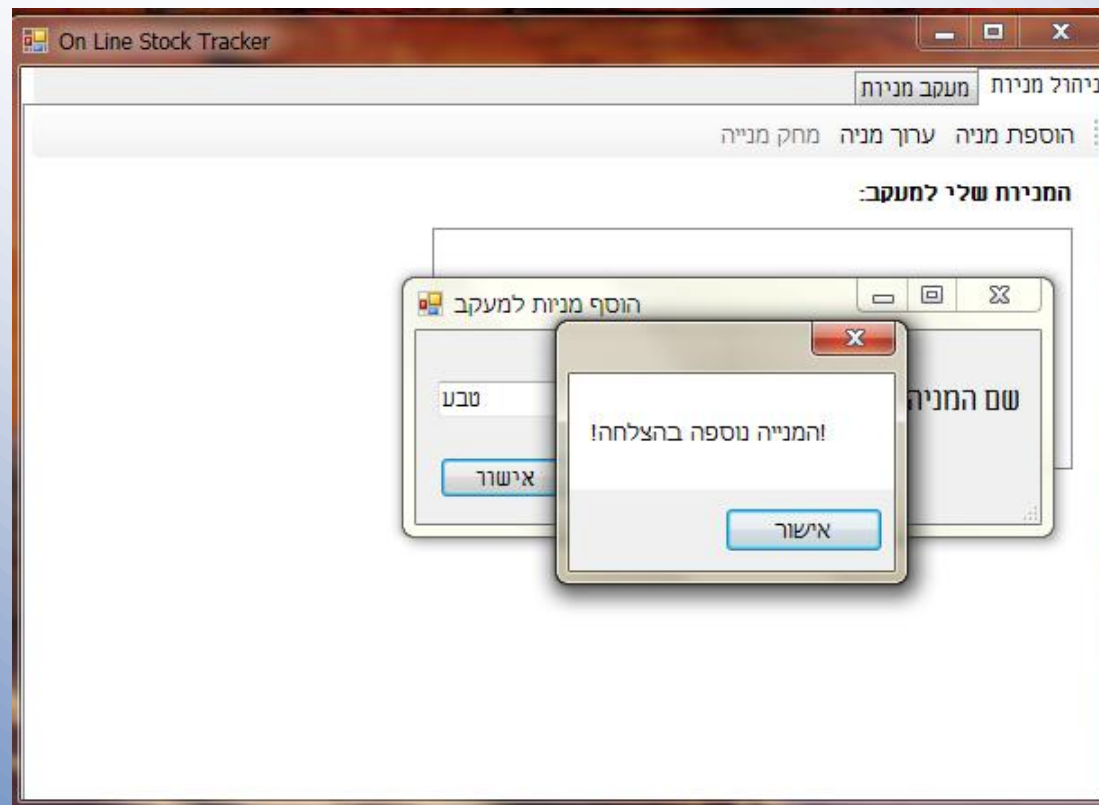 On Line Stock Tracker
ניהול מניות מעקב מניות
הוספת מניה ערוך מניה מחק מנייה
המניות שלי למעקב:
הוסף מניות למעקב
שם המניה
טבע
!המנייה נוספה בהצלחה!
אישור
אישור